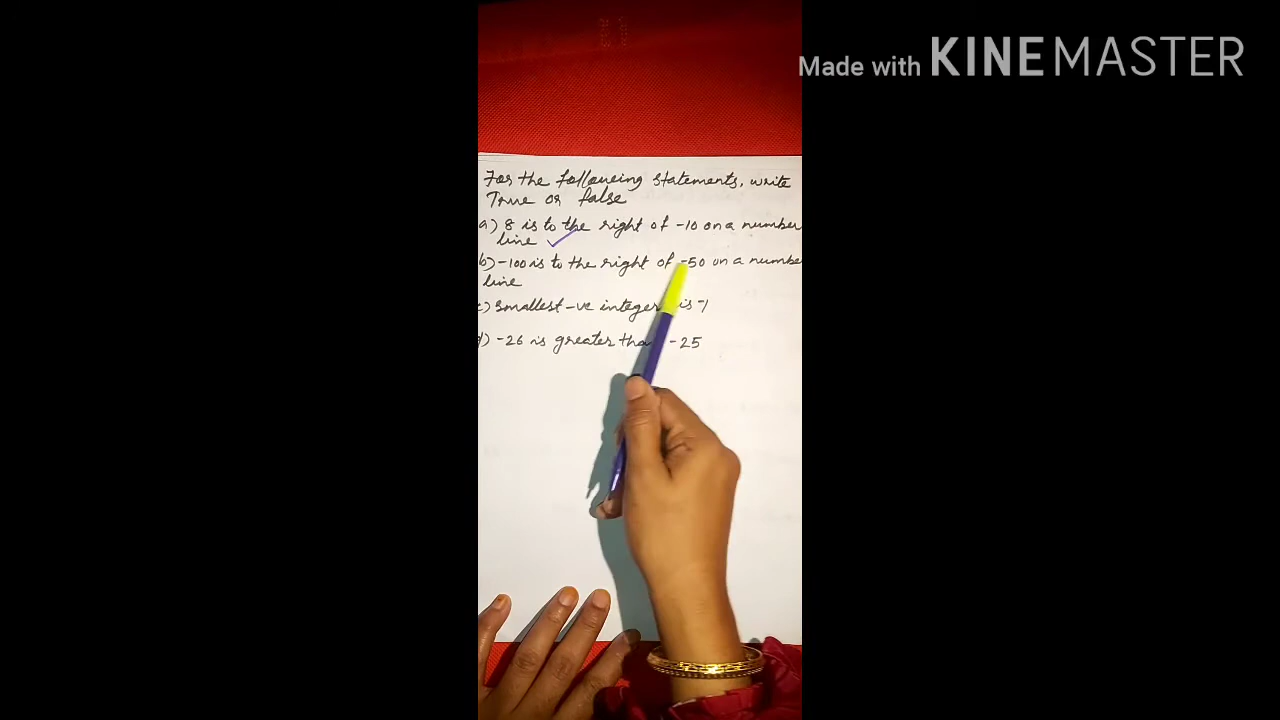 Made with KINEMASTER
For the following statements, write
True or false
a) 8 is to the right of -10 on a number
line
b) -100 is to the right of -50 on a numbe
line
c) Smallest -ve integer is -1
d) -26 is greater than -25